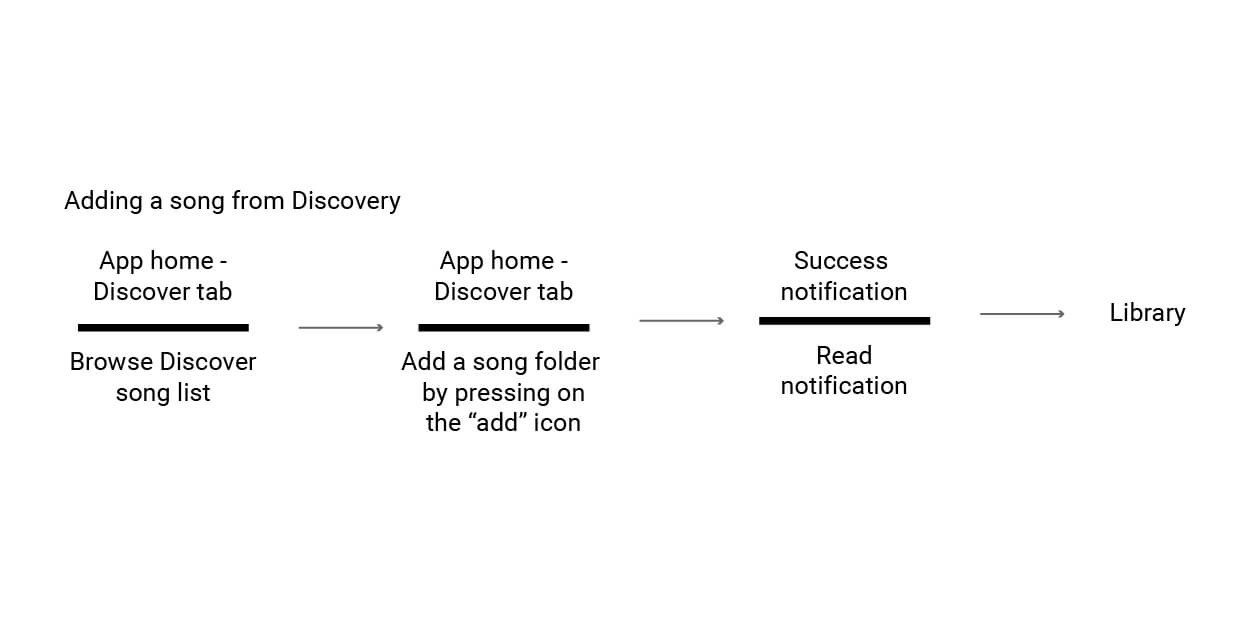 Adding a song from Discovery
App home -
Discover tab
Browse Discover
song list
App home -
Discover tab
Add a song folder
by pressing on
the “add” icon
Success
notification
Read
notification
Library